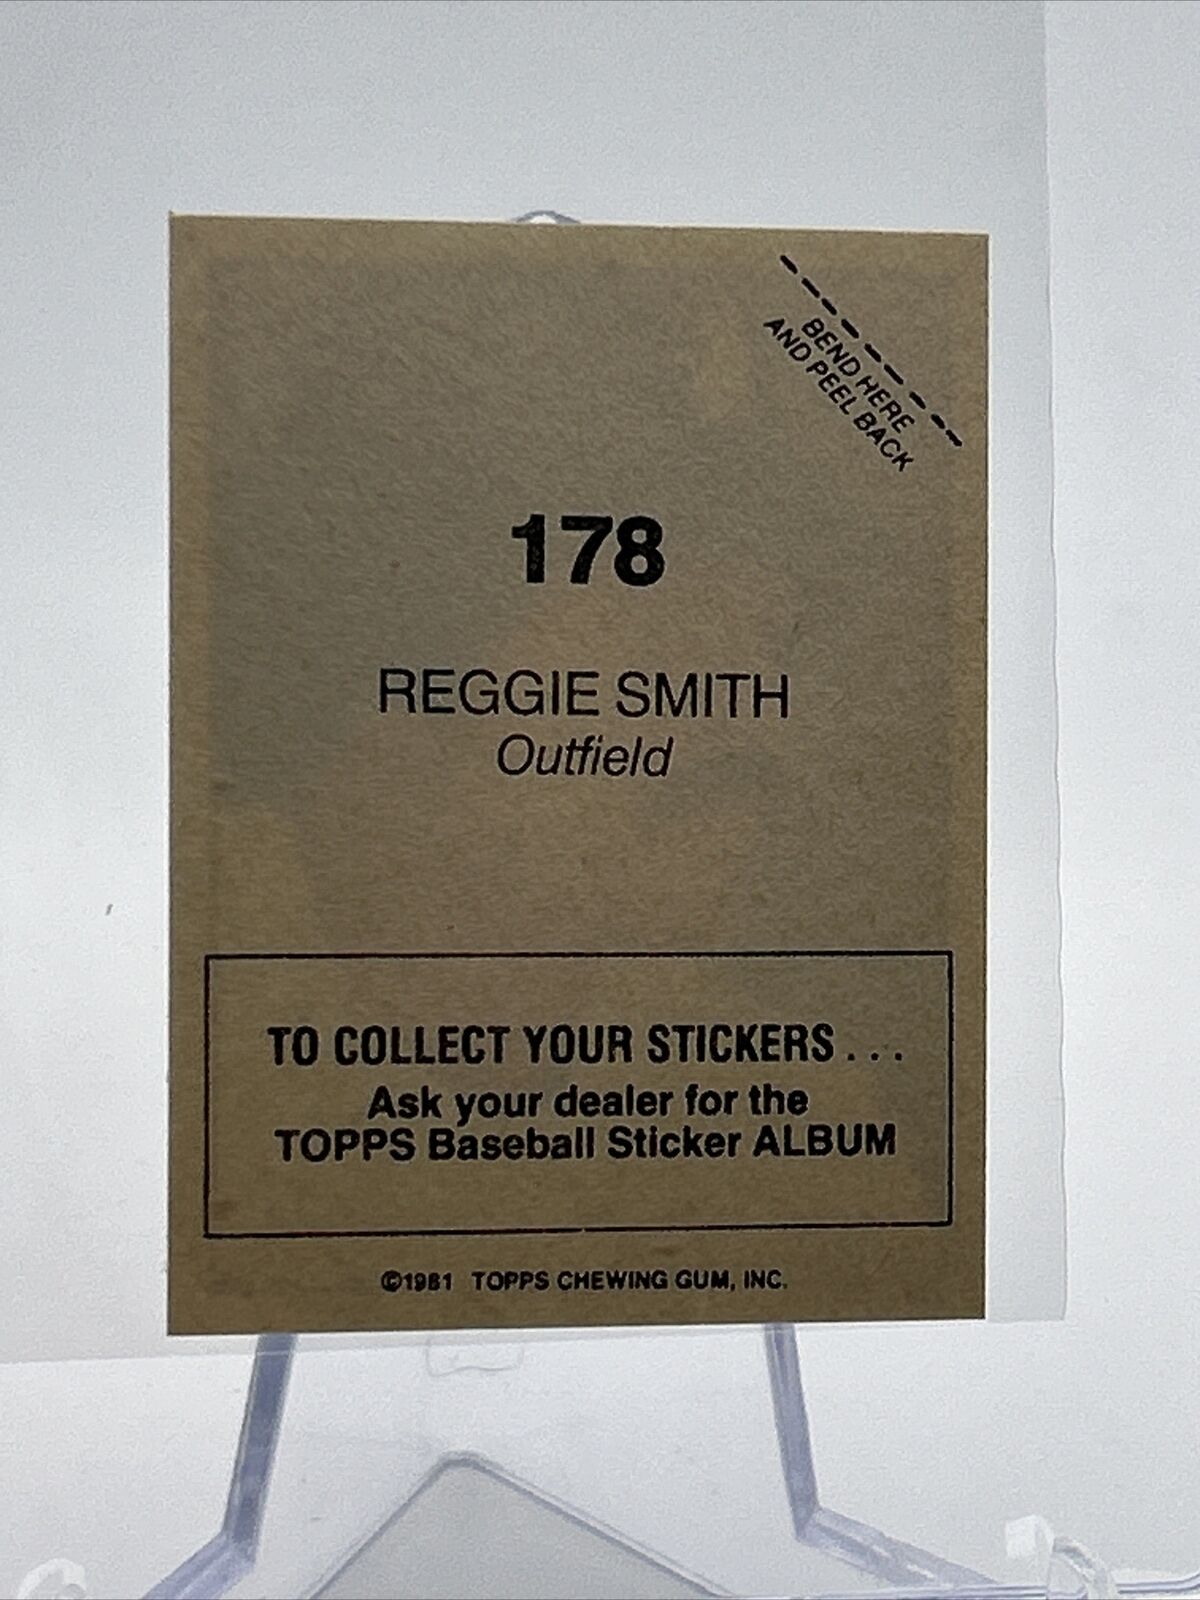 BEND HERE
AND PEEL BACK
178
REGGIE SMITH
Outfield
TO COLLECT YOUR STICKERS...
Ask your dealer for the
TOPPS Baseball Sticker ALBUM
©1981 TOPPS CHEWING GUM, INC.